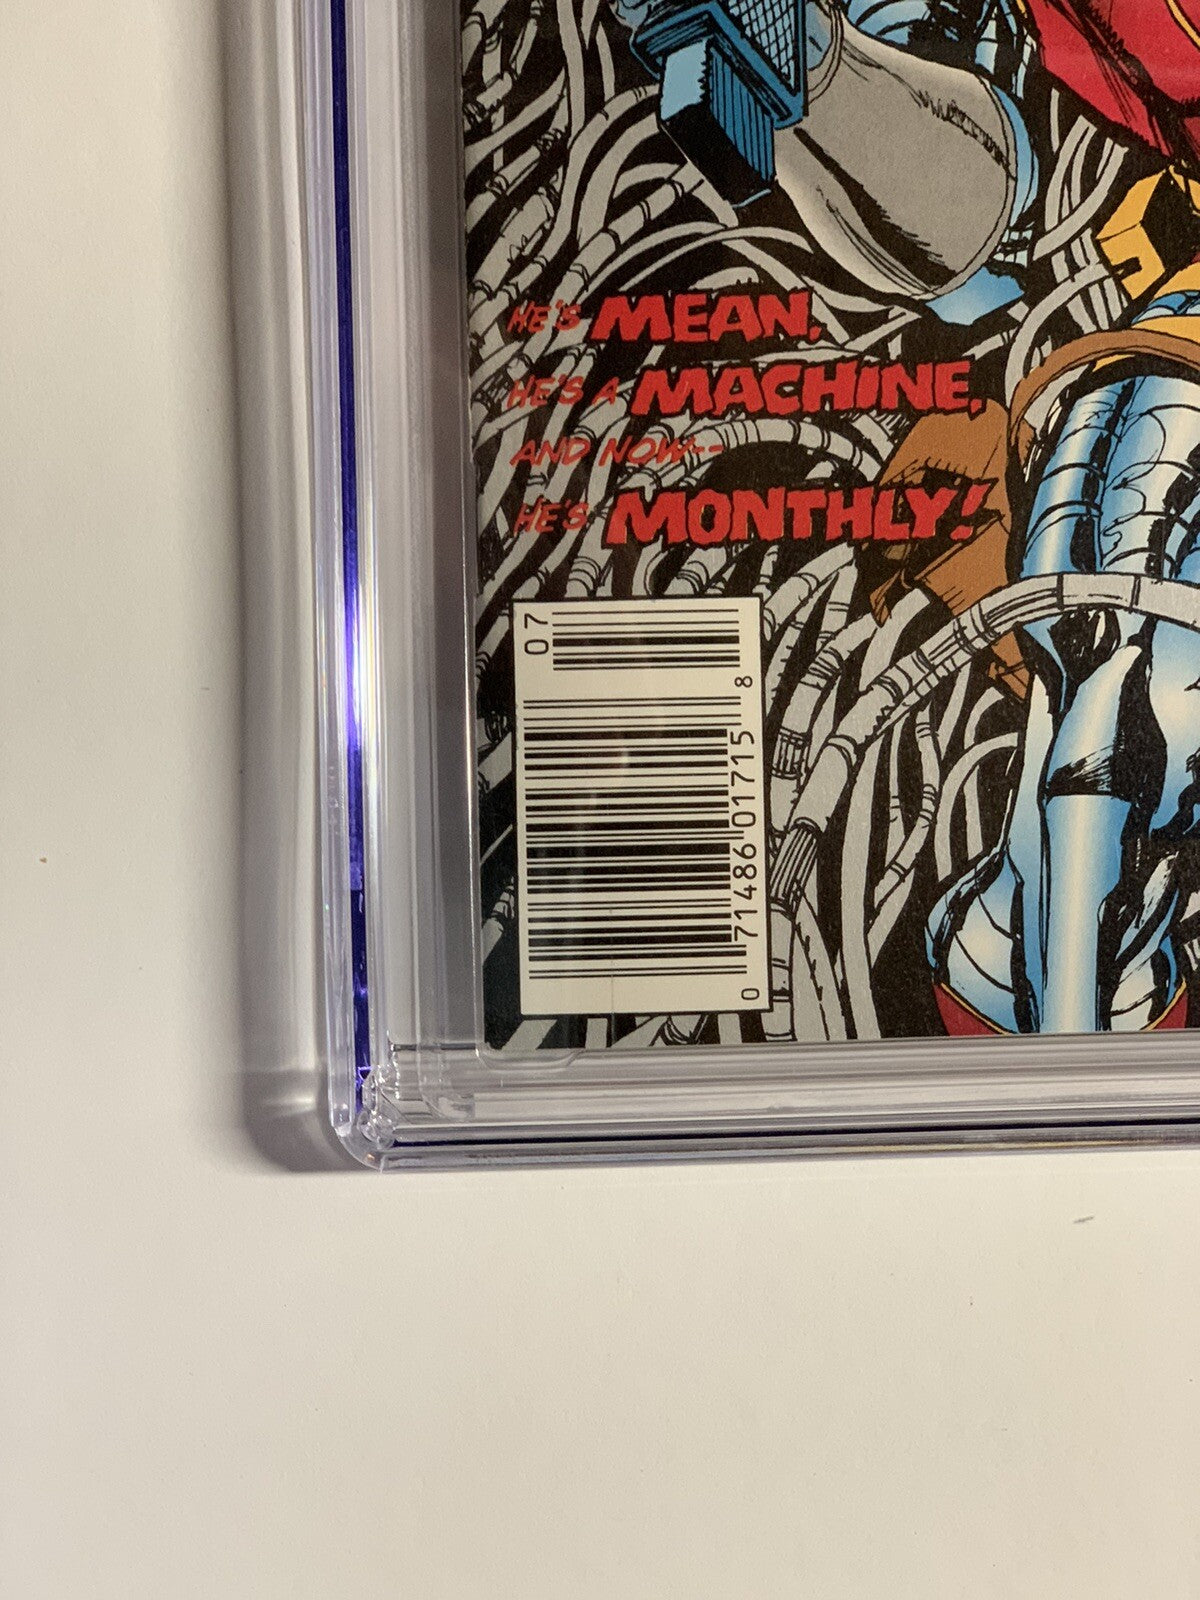 HE'S MEAN,
HE'S A MACHINE,
AND NOW--
HE'S MONTHLY!
07
0 71486 01715 8